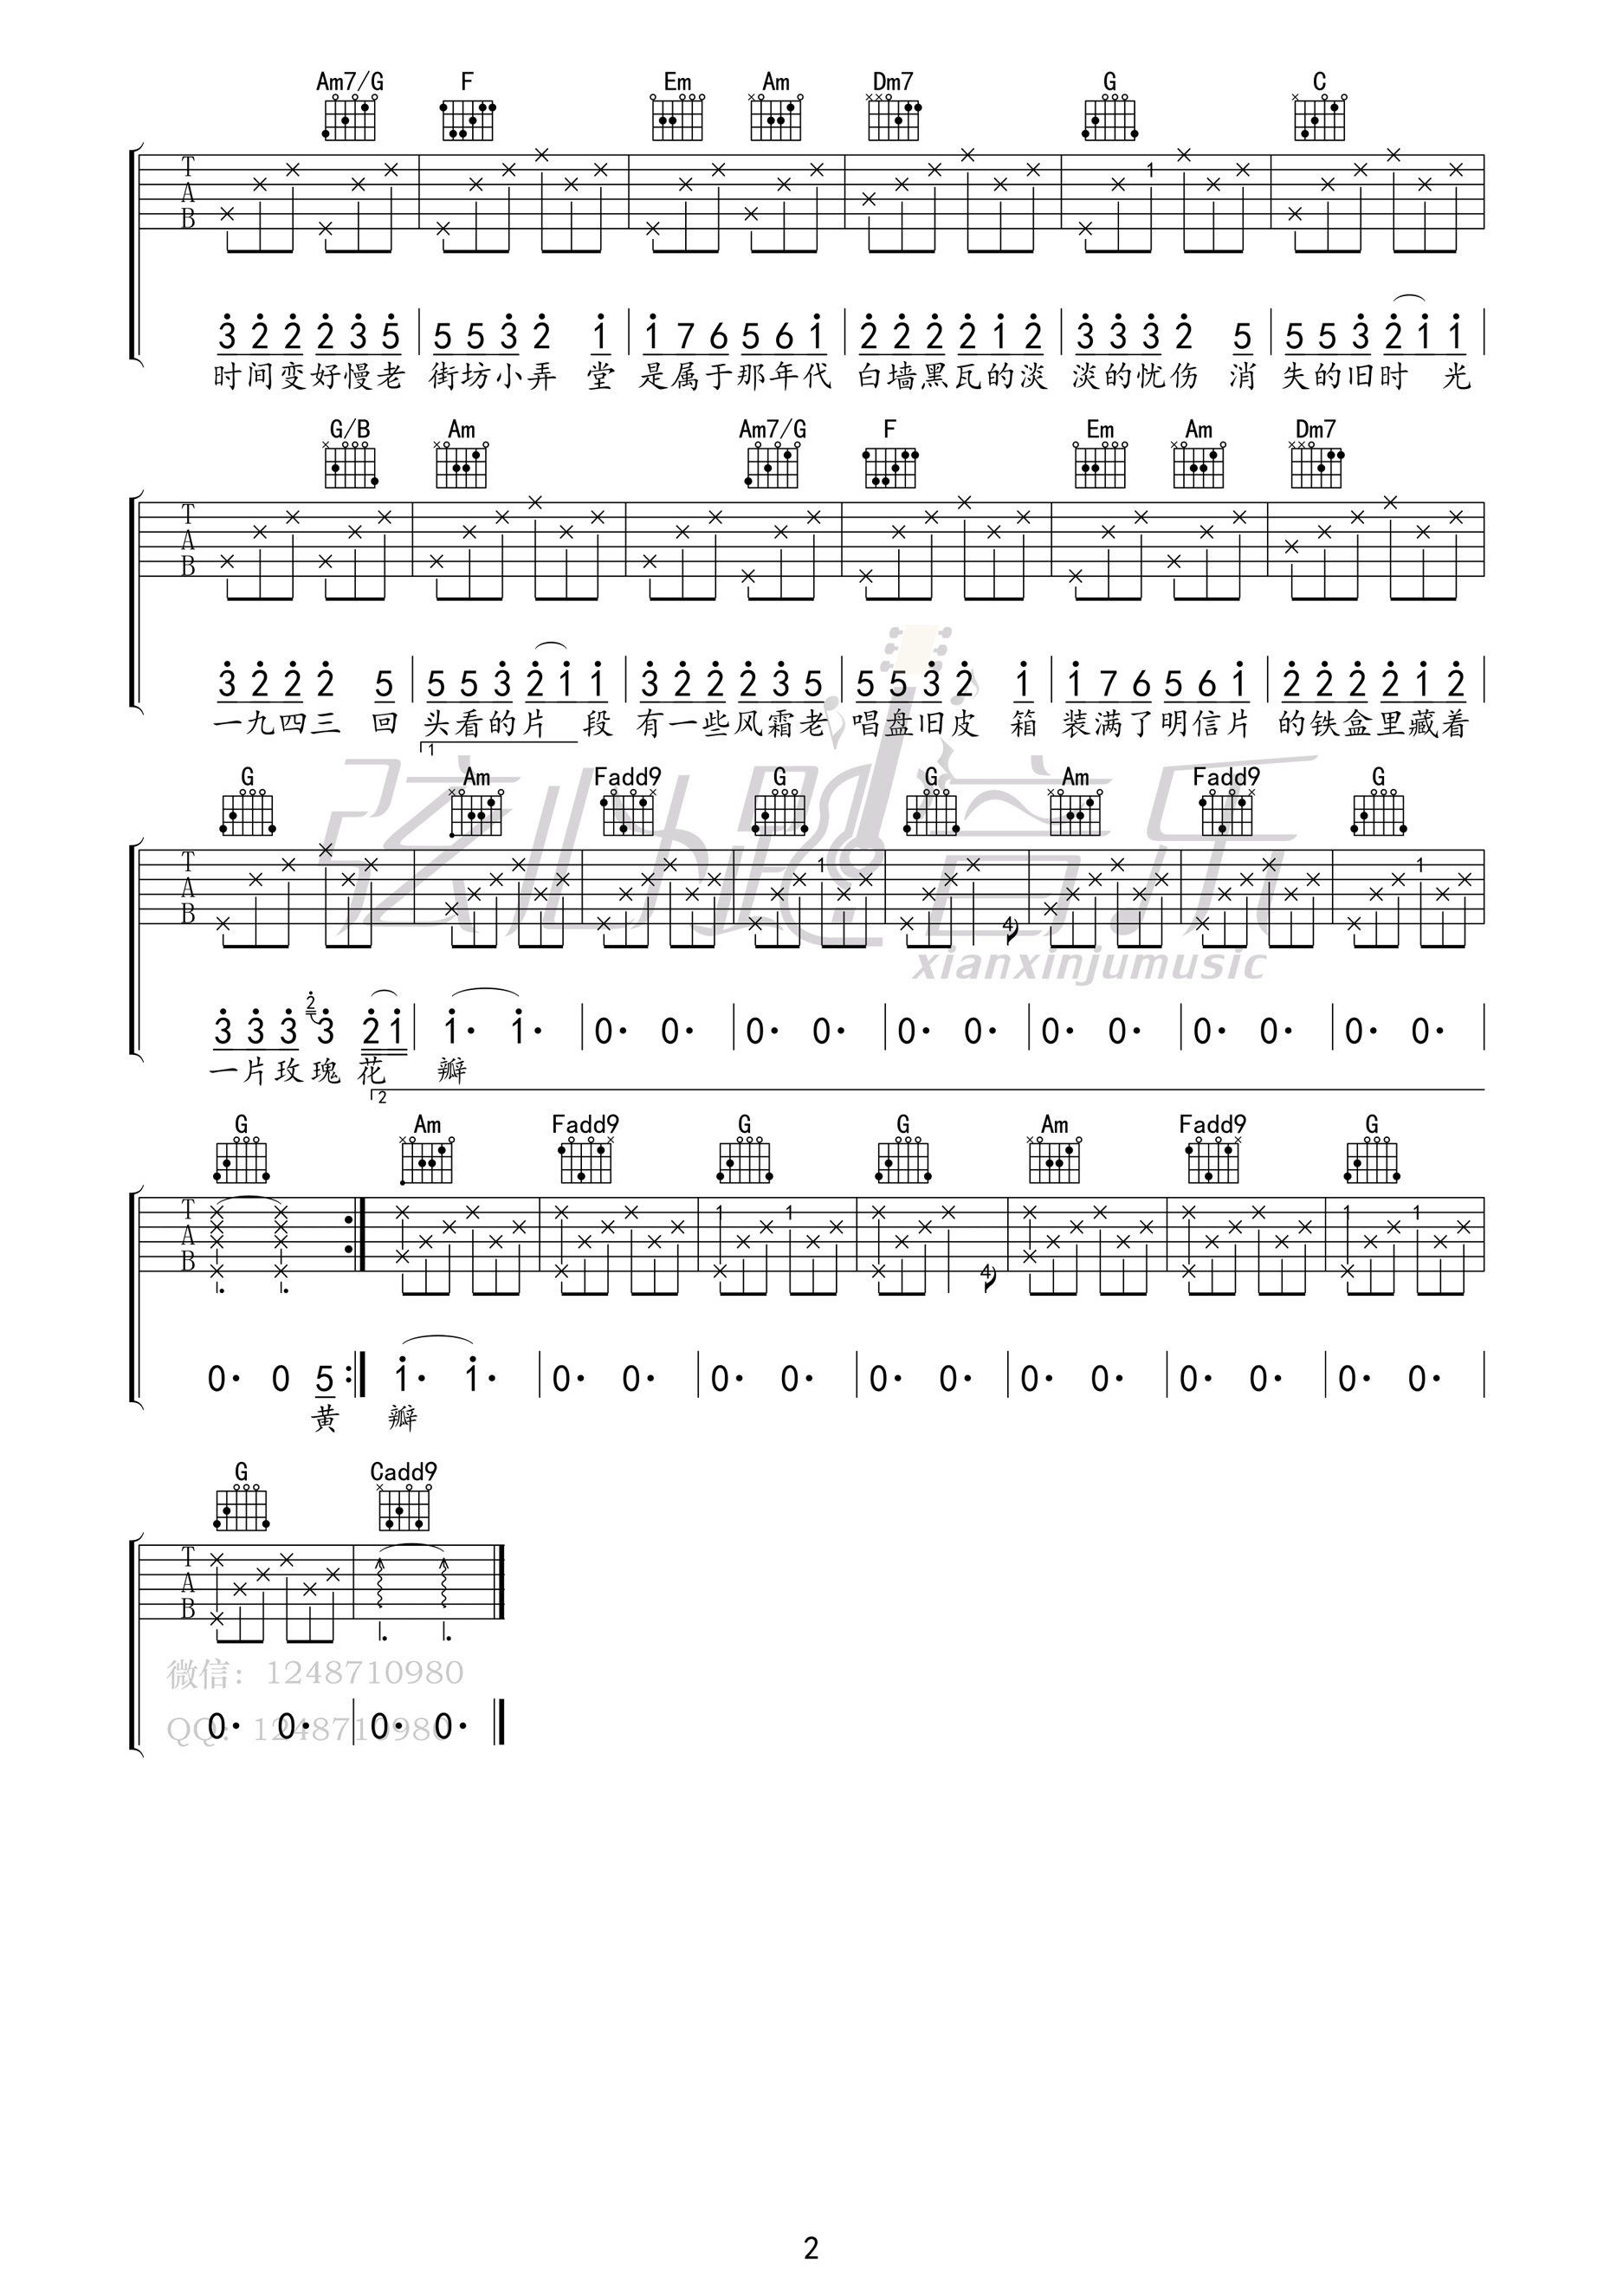 Am7/G F Em Am Dm7 G C
T
A 1
B
3 2 2 2 3 5 5 5 3 2 1 1 7 6 5 6 1 2 2 2 2 1 2 3 3 3 2 5 5 5 3 2 1 1
时间变好慢老 街坊小弄 堂 是属于那年代 白墙黑瓦的淡 淡的忧伤 消 失的旧时 光
G/B Am Am7/G F Em Am Dm7
T
A
B
3 2 2 2 5 5 5 3 2 1 1 3 2 2 2 3 5 5 5 3 2 1 1 7 6 5 6 1 2 2 2 2 1 2
一九四三 回 头看的片 段 有一些风霜老 唱盘旧皮 箱 装满了明信片 的铁盒里藏着
1
G Am Fadd9 G G Am Fadd9 G
T
A 1 1
B 4
弦心距音乐
xianxinjumusic
3 3 3 2 3 2 1 1· 1· 0· 0· 0· 0· 0· 0· 0· 0· 0· 0· 0· 0·
一片玫瑰 花 瓣
2
G Am Fadd9 G G Am Fadd9 G
T
A 1 1 1 1
B 4
0· 0 5 1· 1· 0· 0· 0· 0· 0· 0· 0· 0· 0· 0· 0· 0·
黄 瓣
G Cadd9
T
A
B
微信：1248710980
0· 0· 0· 0·
QQ：1248710980
2